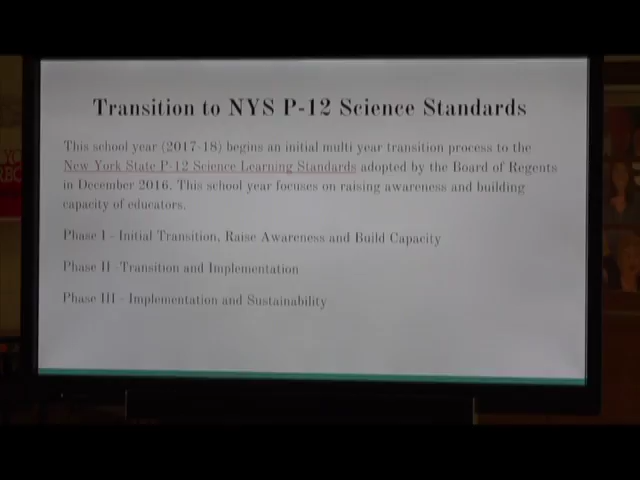 Transition to NYS P-12 Science Standards
This school year (2017-18) begins an initial multi year transition process to the
New York State P-12 Science Learning Standards adopted by the Board of Regents
in December 2016. This school year focuses on raising awareness and building
capacity of educators.
Phase I - Initial Transition, Raise Awareness and Build Capacity
Phase II -Transition and Implementation
Phase III - Implementation and Sustainability